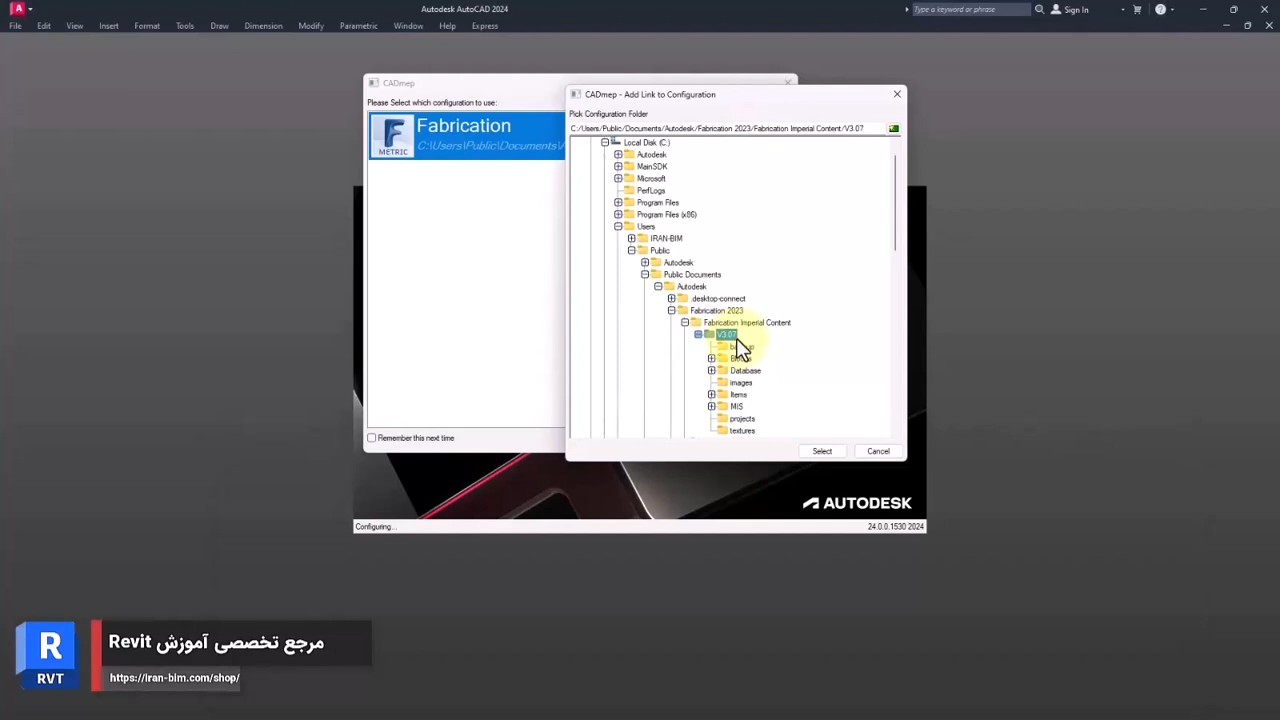 Autodesk AutoCAD 2024
Type a keyword or phrase
Sign In
File Edit View Insert Format Tools Draw Dimension Modify Parametric Window Help Express
CADmep
Please Select which configuration to use:
Fabrication
C:\Users\Public\Documents\
METRIC
Remember this next time
CADmep - Add Link to Configuration
Pick Configuration Folder
C:/Users/Public/Documents/Autodesk/Fabrication 2023/Fabrication Imperial Content/V3.07
Local Disk (C:)
Autodesk
MainSDK
Microsoft
PerfLogs
Program Files
Program Files (x86)
Users
IRAN-BIM
Public
Autodesk
Public Documents
Autodesk
.desktop-connect
Fabrication 2023
Fabrication Imperial Content
V3.07
Database
images
Items
MIS
projects
textures
Select
Cancel
AUTODESK
Configuring...
24.0.0.1530 2024
R
RVT
مرجع تخصصی آموزش Revit
https://iran-bim.com/shop/